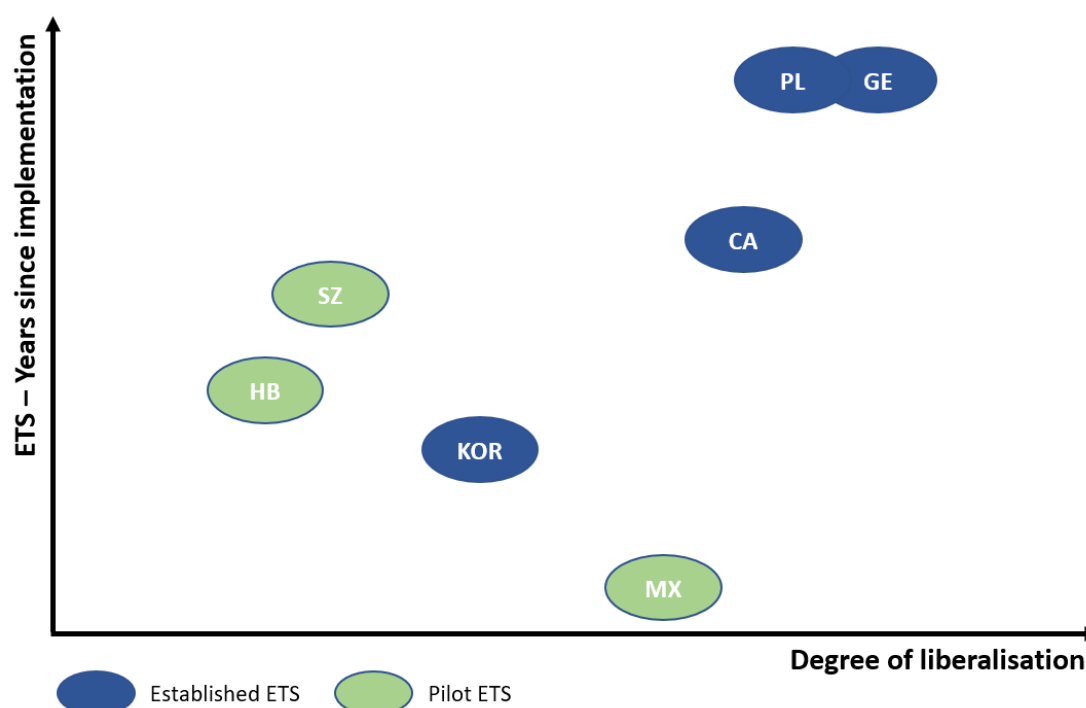 ETS – Years since implementation
PL
GE
CA
SZ
HB
KOR
MX
Degree of liberalisation
Established ETS
Pilot ETS